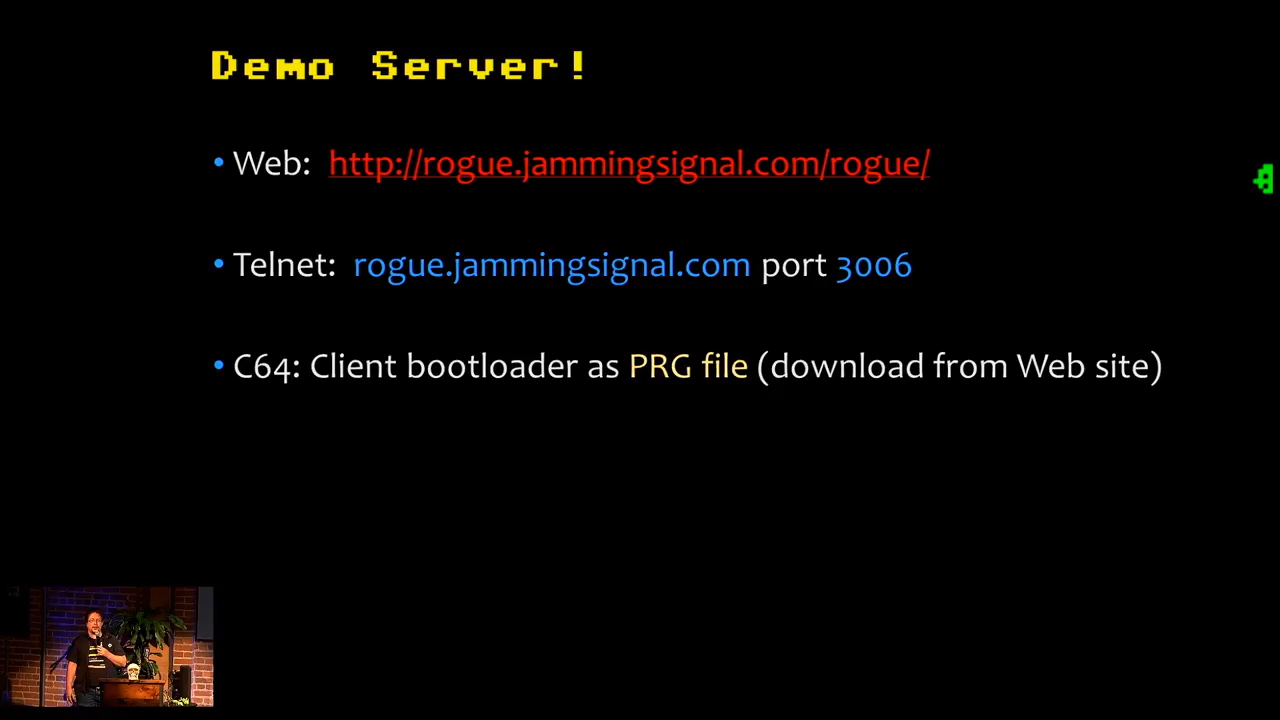 Demo Server!
• Web: http://rogue.jammingsignal.com/rogue/
• Telnet: rogue.jammingsignal.com port 3006
• C64: Client bootloader as PRG file (download from Web site)